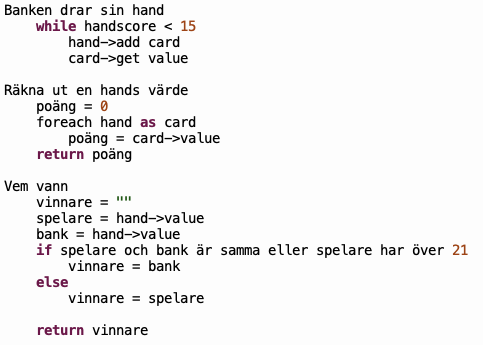 Banken drar sin hand
while handscore < 15
hand->add card
card->get value
Räkna ut en hands värde
poäng = 0
foreach hand as card
poäng = card->value
return poäng
Vem vann
vinnare = ""
spelare = hand->value
bank = hand->value
if spelare och bank är samma eller spelare har över 21
vinnare = bank
else
vinnare = spelare
return vinnare